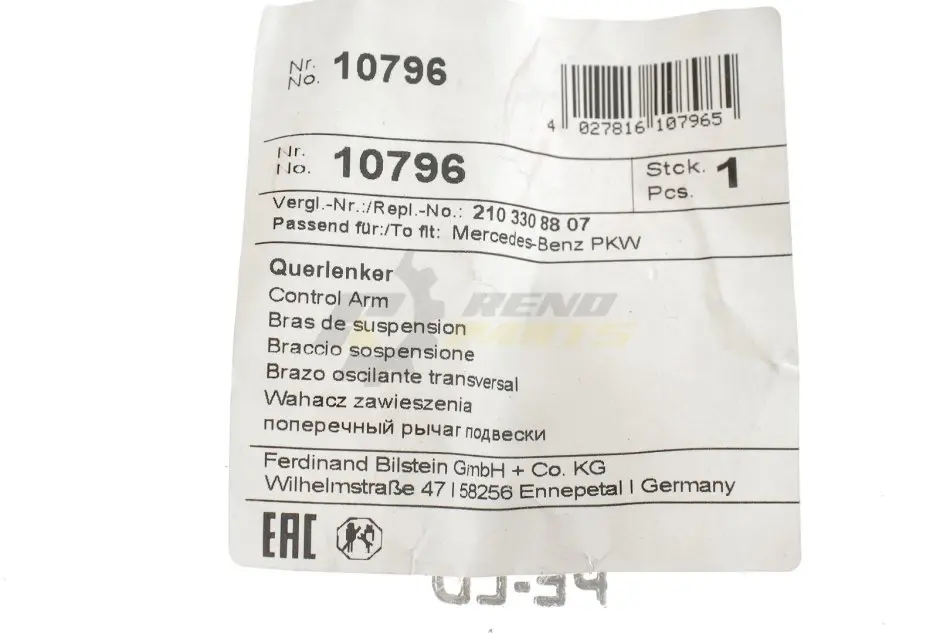 Nr. 10796
No.
4 027816 107965
Nr. 10796
No.
Stck. 1
Pcs.
Vergl.-Nr.:/Repl.-No.: 210 330 88 07
Passend für:/To fit: Mercedes-Benz PKW
Querlenker
Control Arm
Bras de suspension
Braccio sospensione
Brazo oscilante transversal
Wahacz zawieszenia
поперечный рычаг подвески
RENO
PARTS
Ferdinand Bilstein GmbH + Co. KG
Wilhelmstraße 47 | 58256 Ennepetal | Germany
EAC